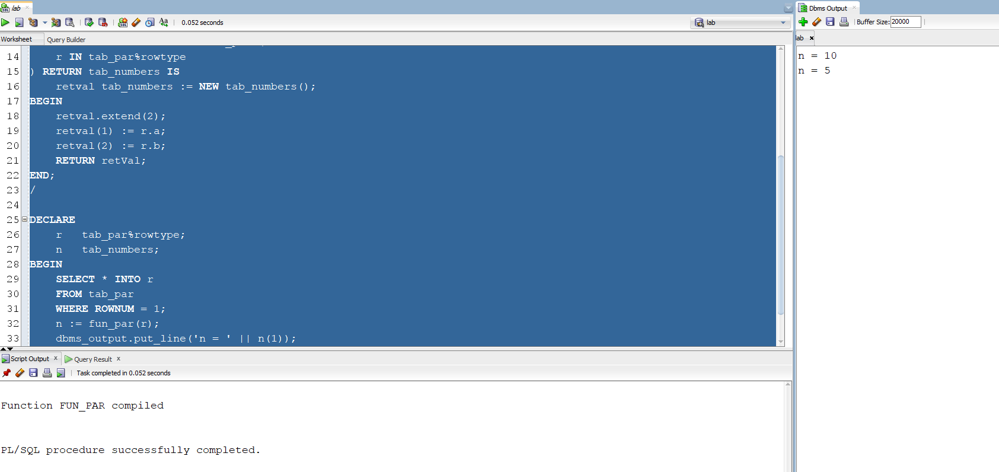 lab
0.052 seconds
lab
Worksheet Query Builder
14 r IN tab_par%rowtype
15 ) RETURN tab_numbers IS
16 retval tab_numbers := NEW tab_numbers();
17 BEGIN
18 retval.extend(2);
19 retval(1) := r.a;
20 retval(2) := r.b;
21 RETURN retVal;
22 END;
23 /
24
25 DECLARE
26 r tab_par%rowtype;
27 n tab_numbers;
28 BEGIN
29 SELECT * INTO r
30 FROM tab_par
31 WHERE ROWNUM = 1;
32 n := fun_par(r);
33 dbms_output.put_line('n = ' || n(1));
Script Output x Query Result x
Task completed in 0.052 seconds
Function FUN_PAR compiled
PL/SQL procedure successfully completed.
Dbms Output
Buffer Size: 20000
lab
n = 10
n = 5